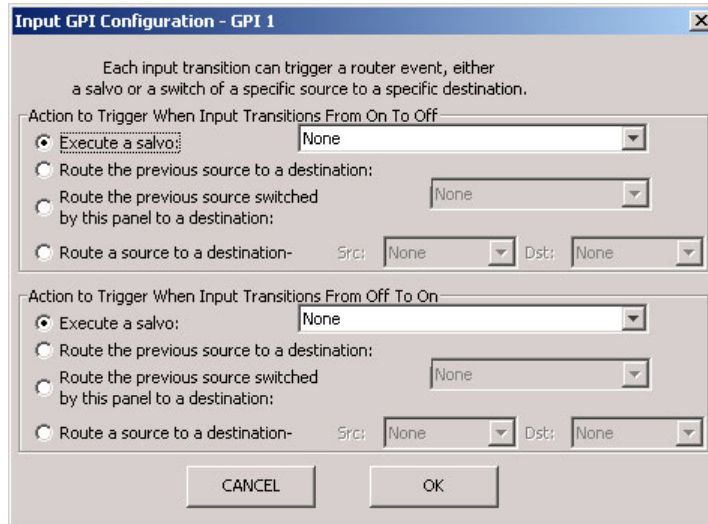 Input GPI Configuration - GPI 1
Each input transition can trigger a router event, either
a salvo or a switch of a specific source to a specific destination.
Action to Trigger When Input Transitions From On To Off
Execute a salvo: None
Route the previous source to a destination:
Route the previous source switched None
by this panel to a destination:
Route a source to a destination- Src: None Dst: None
Action to Trigger When Input Transitions From Off To On
Execute a salvo: None
Route the previous source to a destination:
Route the previous source switched None
by this panel to a destination:
Route a source to a destination- Src: None Dst: None
CANCEL OK